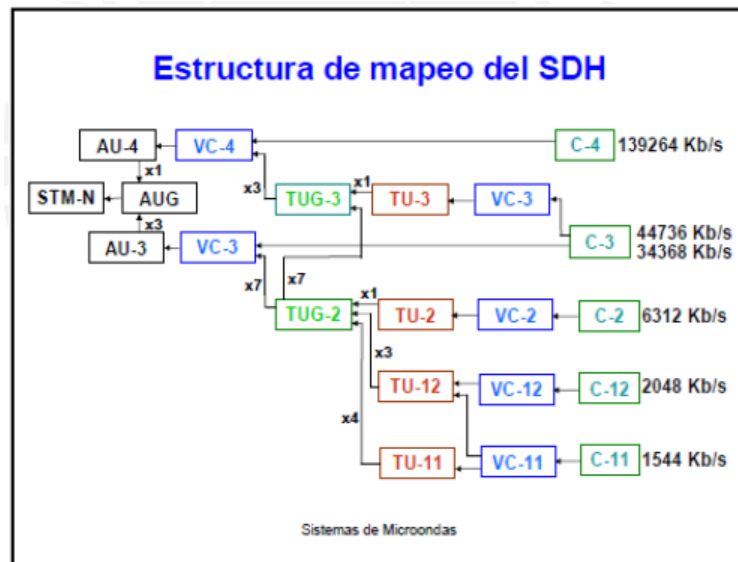 Estructura de mapeo del SDH
AU-4 VC-4 C-4 139264 Kb/s
x1 x3 x1
STM-N AUG TUG-3 TU-3 VC-3
x3 44736 Kb/s
AU-3 VC-3 C-3 34368 Kb/s
x7 x7 x1
TUG-2 TU-2 VC-2 C-2 6312 Kb/s
x3
TU-12 VC-12 C-12 2048 Kb/s
x4
TU-11 VC-11 C-11 1544 Kb/s
Sistemas de Microondas